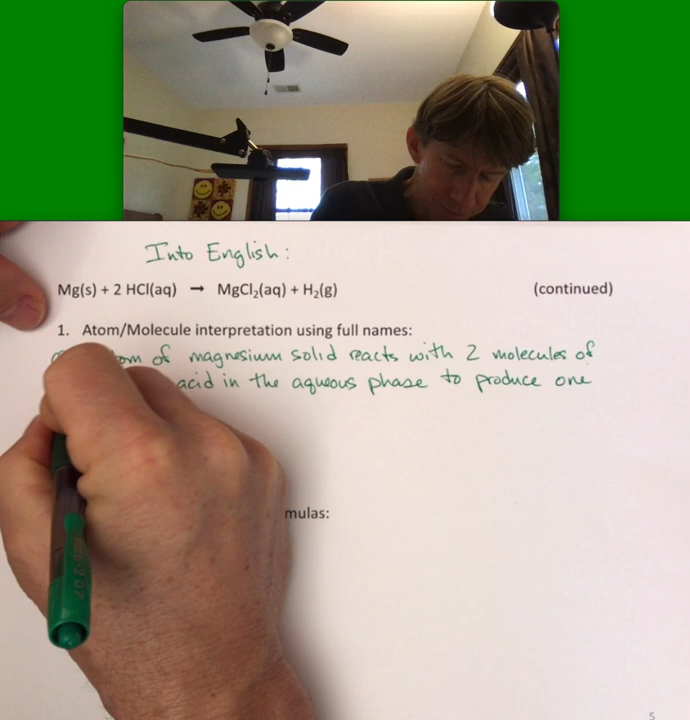 Into English:
Mg(s) + 2 HCl(aq) → MgCl₂(aq) + H₂(g) (continued)
1. Atom/Molecule interpretation using full names:
of magnesium solid reacts with 2 molecules of
acid in the aqueous phase to produce one
mulas:
5